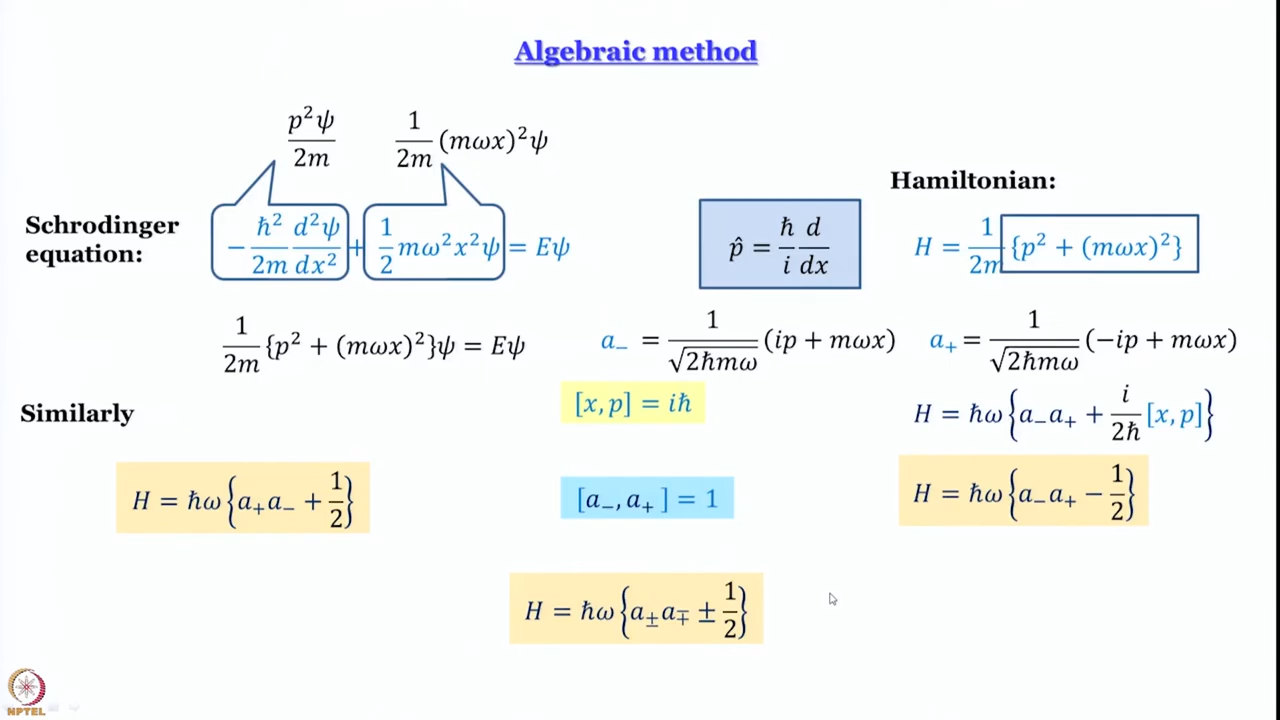 Algebraic method
p²ψ/2m 1/2m (mωx)²ψ
Hamiltonian:
Schrodinger equation:
−ħ²/2m d²ψ/dx² + 1/2 mω²x²ψ = Eψ
p̂ = ħ/i d/dx
H = 1/2m {p² + (mωx)²}
1/2m {p² + (mωx)²}ψ = Eψ
a₋ = 1/√2ħmω (ip + mωx)
a₊ = 1/√2ħmω (−ip + mωx)
Similarly
[x, p] = iħ
H = ħω{a₋a₊ + i/2ħ [x, p]}
H = ħω{a₊a₋ + 1/2}
[a₋, a₊ ] = 1
H = ħω{a₋a₊ − 1/2}
H = ħω{a±a∓ ± 1/2}
NPTEL